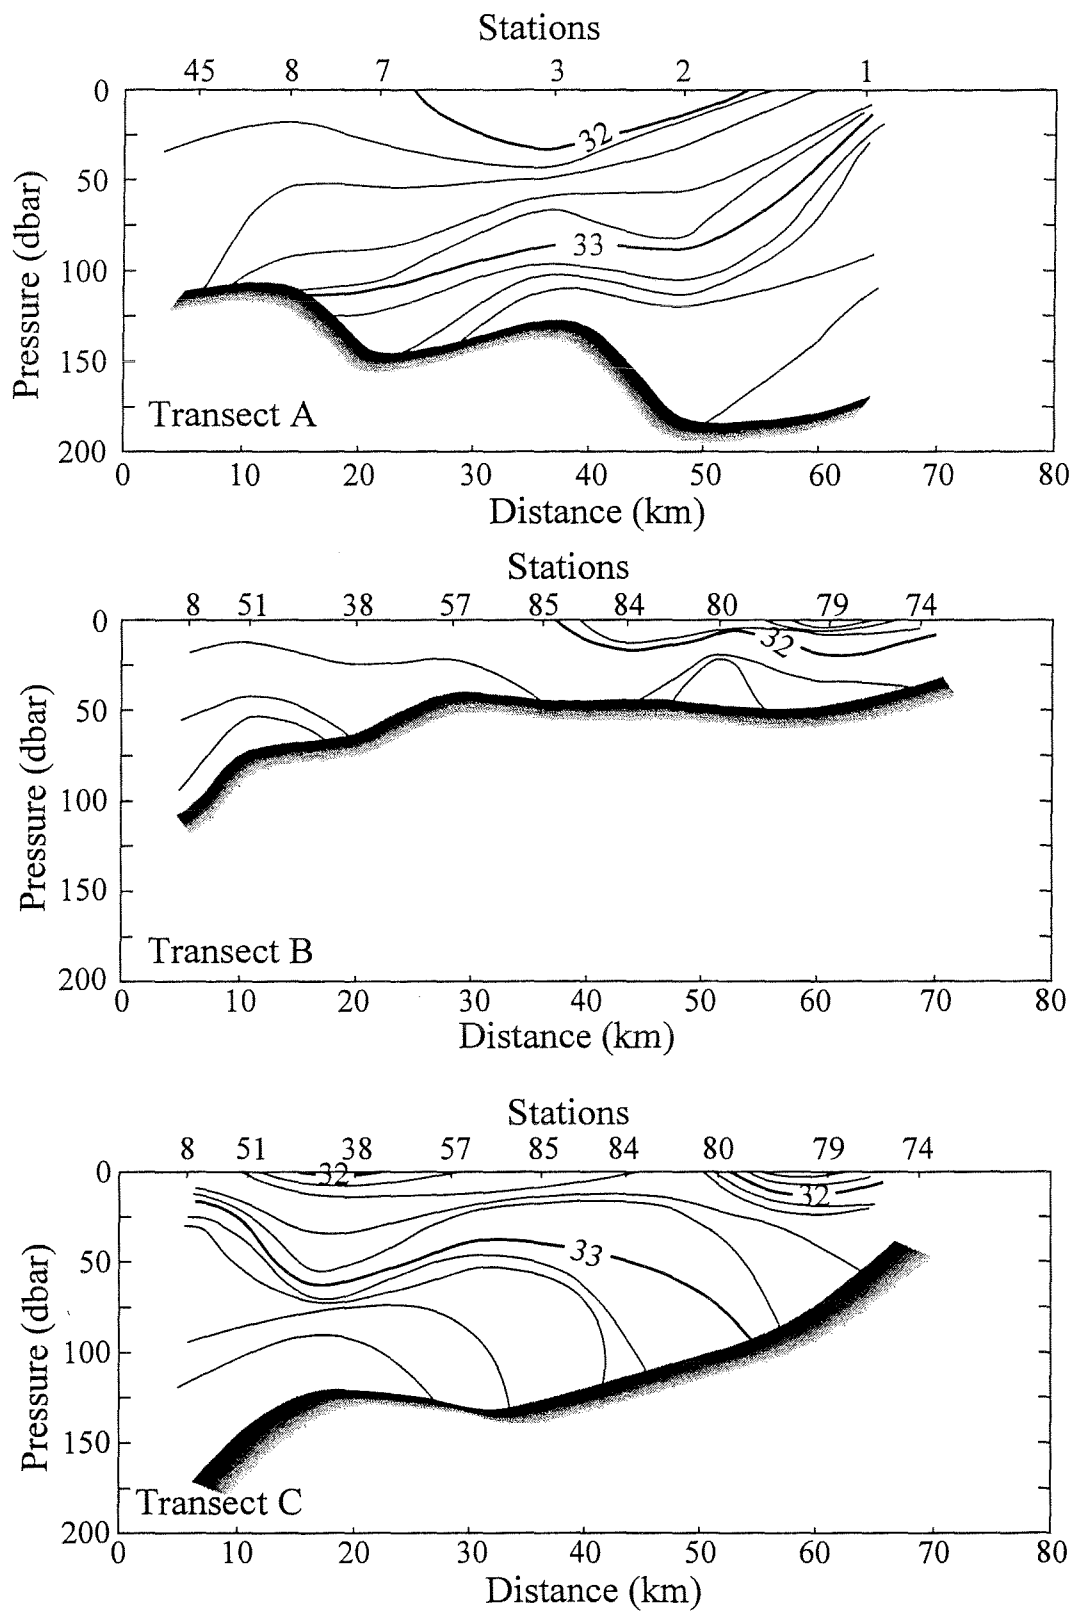 Stations
45 8 7 3 2 1
0
32
50
33
100
150
Transect A
200
0 10 20 30 40 50 60 70 80
Pressure (dbar)
Distance (km)
Stations
8 51 38 57 85 84 80 79 74
0
32
50
100
150
Transect B
200
0 10 20 30 40 50 60 70 80
Pressure (dbar)
Distance (km)
Stations
8 51 38 57 85 84 80 79 74
0
32
32
50
33
100
150
Transect C
200
0 10 20 30 40 50 60 70 80
Pressure (dbar)
Distance (km)